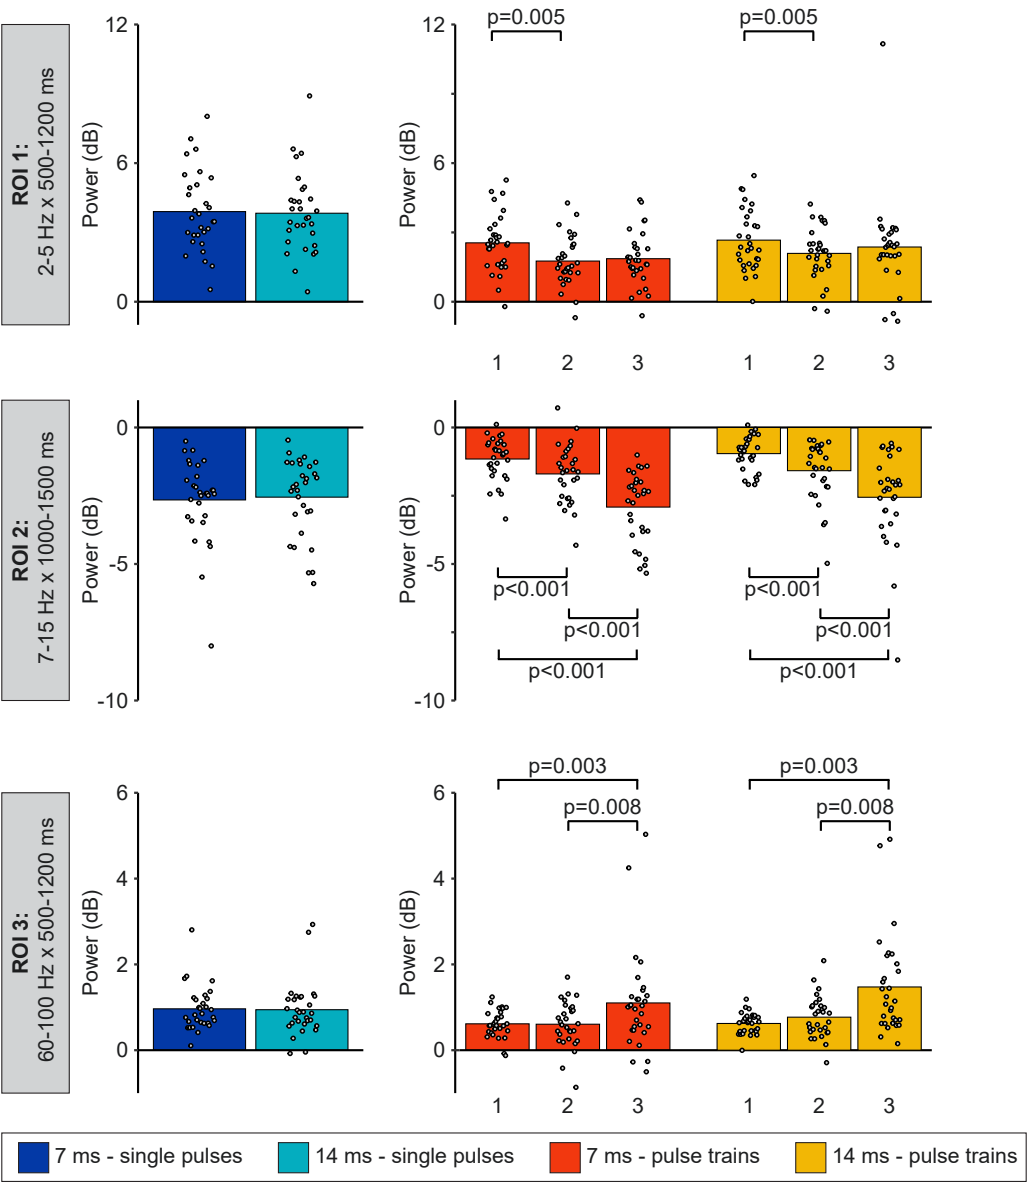 ROI 1:
2-5 Hz x 500-1200 ms
Power (dB)
12
6
0
Power (dB)
12
6
0
p=0.005
p=0.005
1
2
3
1
2
3
ROI 2:
7-15 Hz x 1000-1500 ms
Power (dB)
0
-5
-10
Power (dB)
0
-5
-10
p<0.001
p<0.001
p<0.001
p<0.001
p<0.001
p<0.001
ROI 3:
60-100 Hz x 500-1200 ms
Power (dB)
6
4
2
0
Power (dB)
6
4
2
0
p=0.003
p=0.008
p=0.003
p=0.008
1
2
3
1
2
3
7 ms - single pulses
14 ms - single pulses
7 ms - pulse trains
14 ms - pulse trains